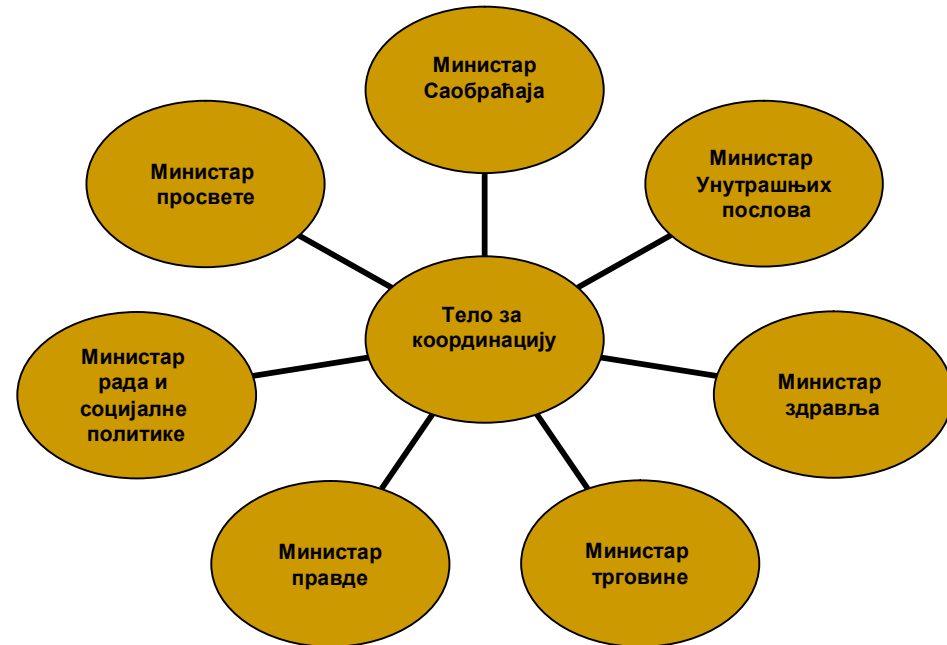 Министар
Саобраћаја
Министар
Унутрашњих
послова
Министар
просвете
Тело за
координацију
Министар
рада и
социјалне
политике
Министар
здравља
Министар
правде
Министар
трговине